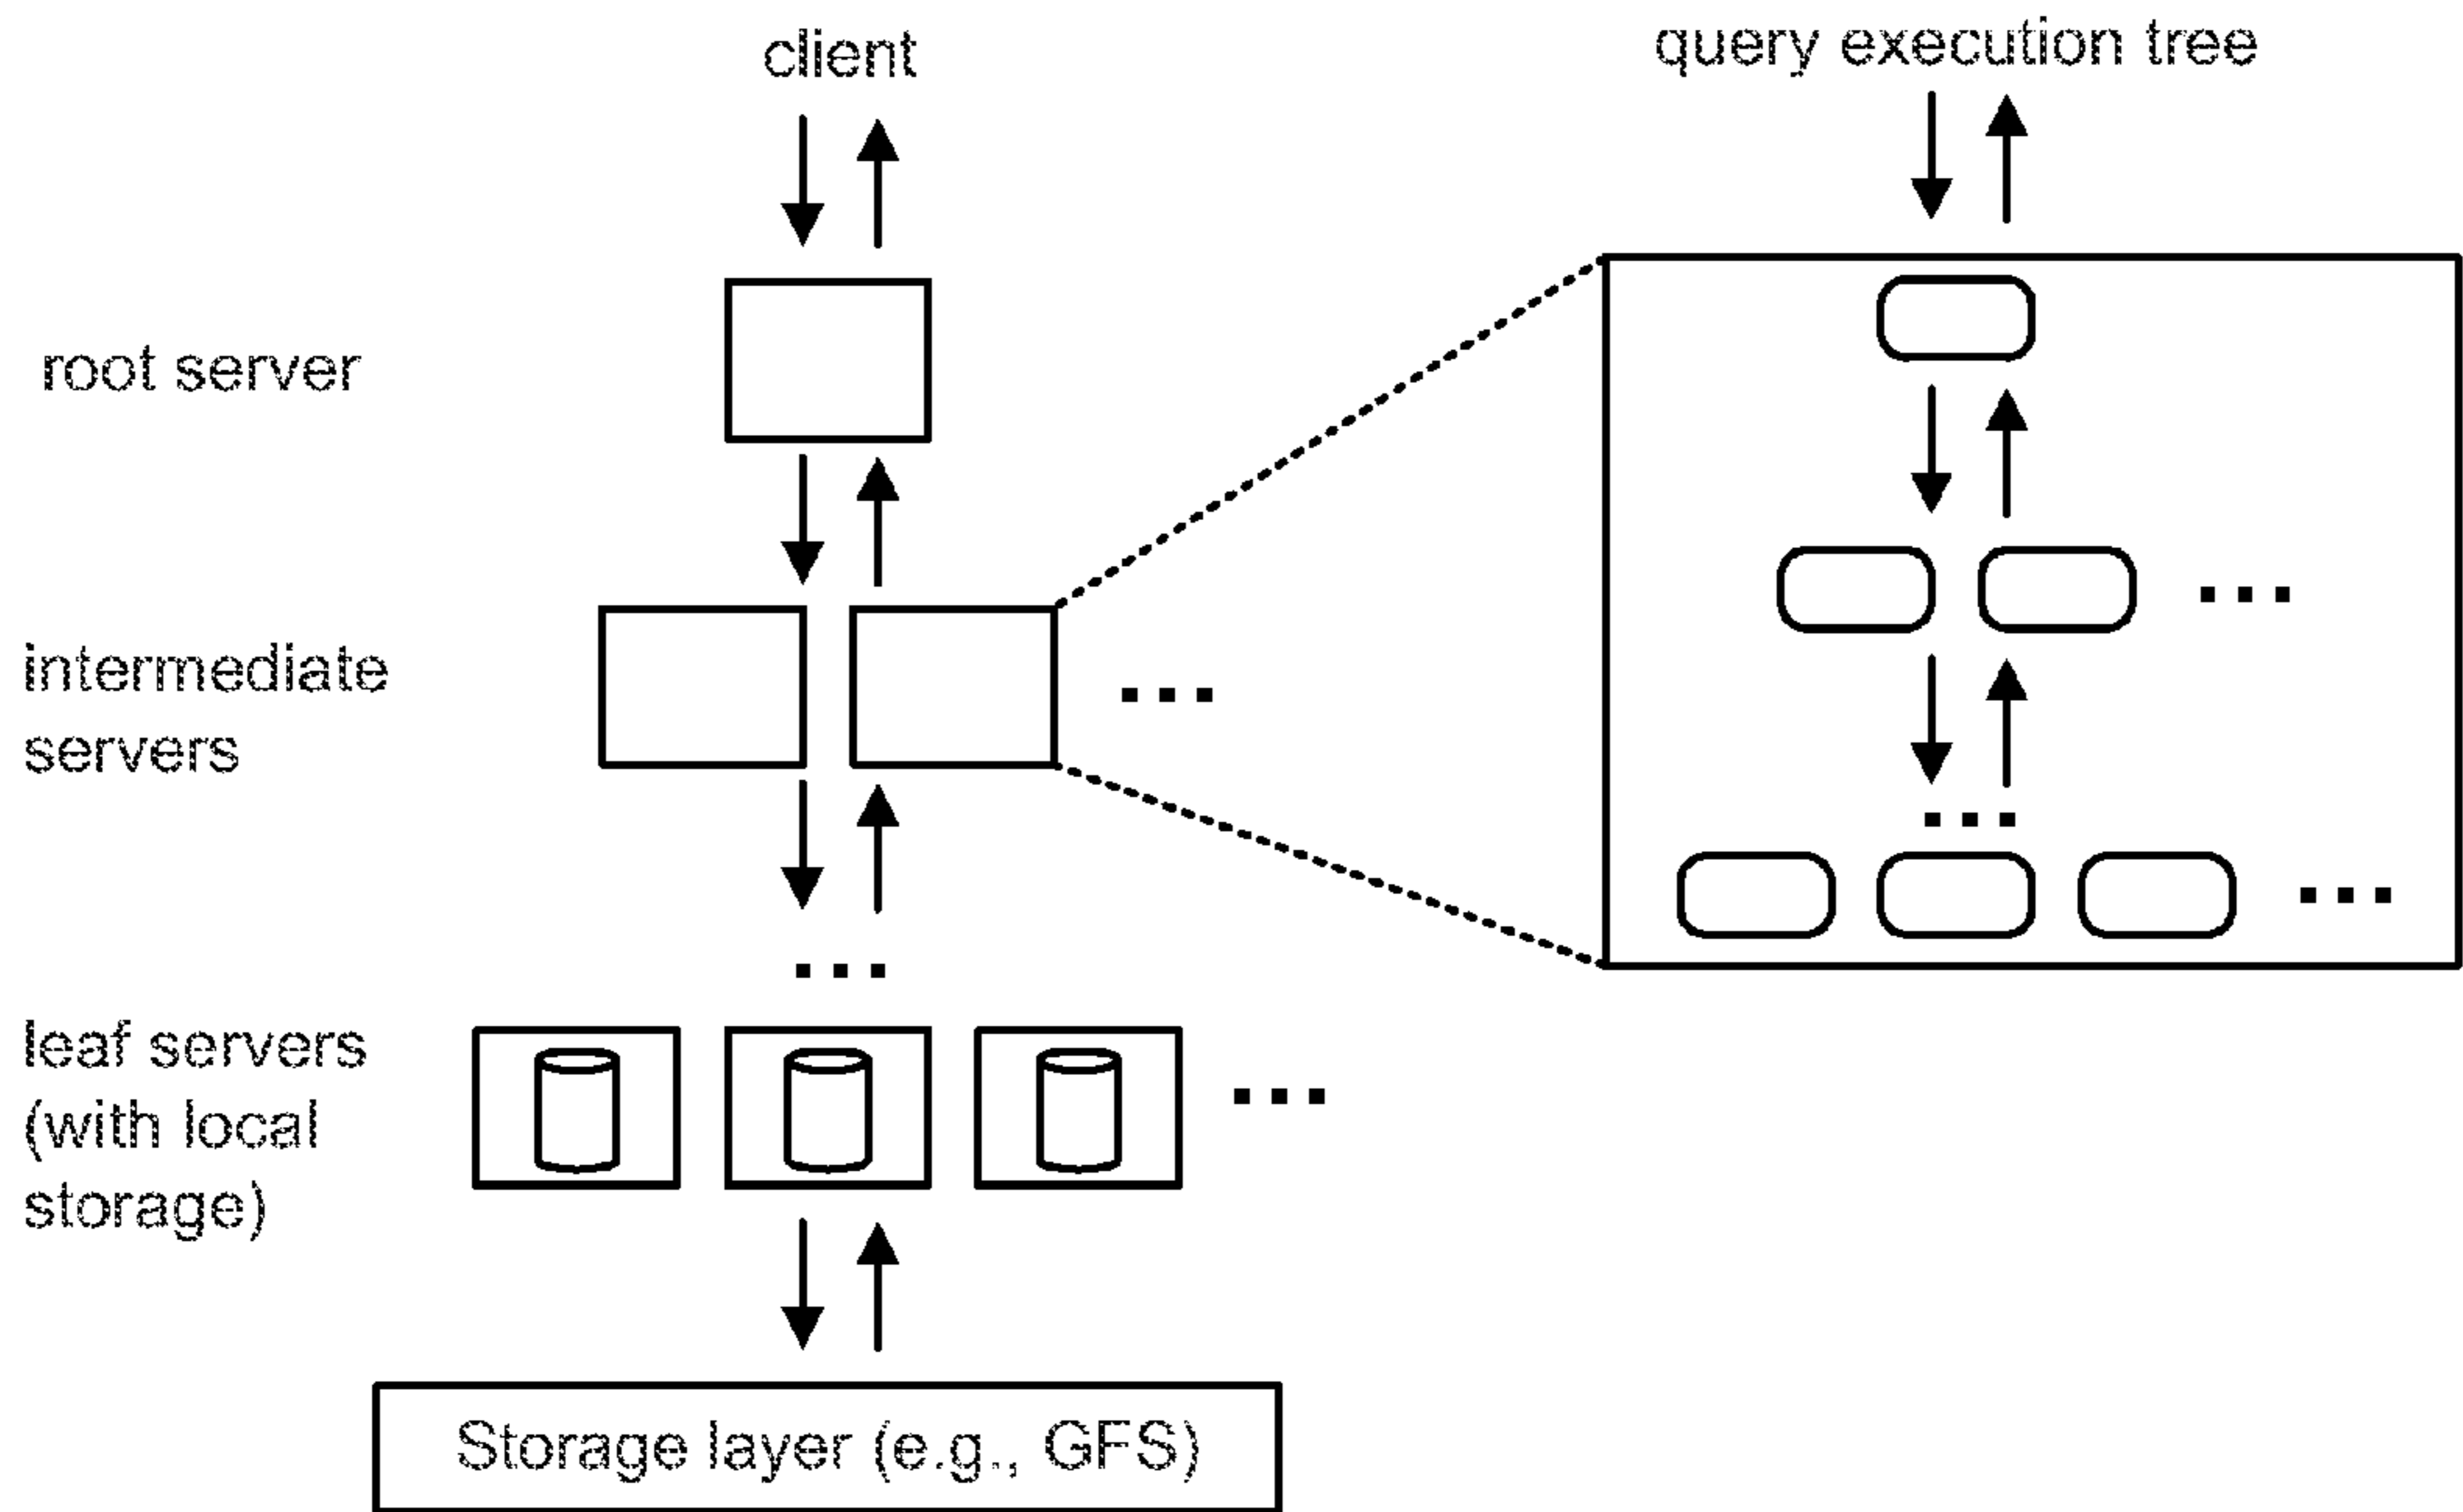 client
query execution tree
root server
intermediate
servers
leaf servers
(with local
storage)
Storage layer (e.g., GFS)